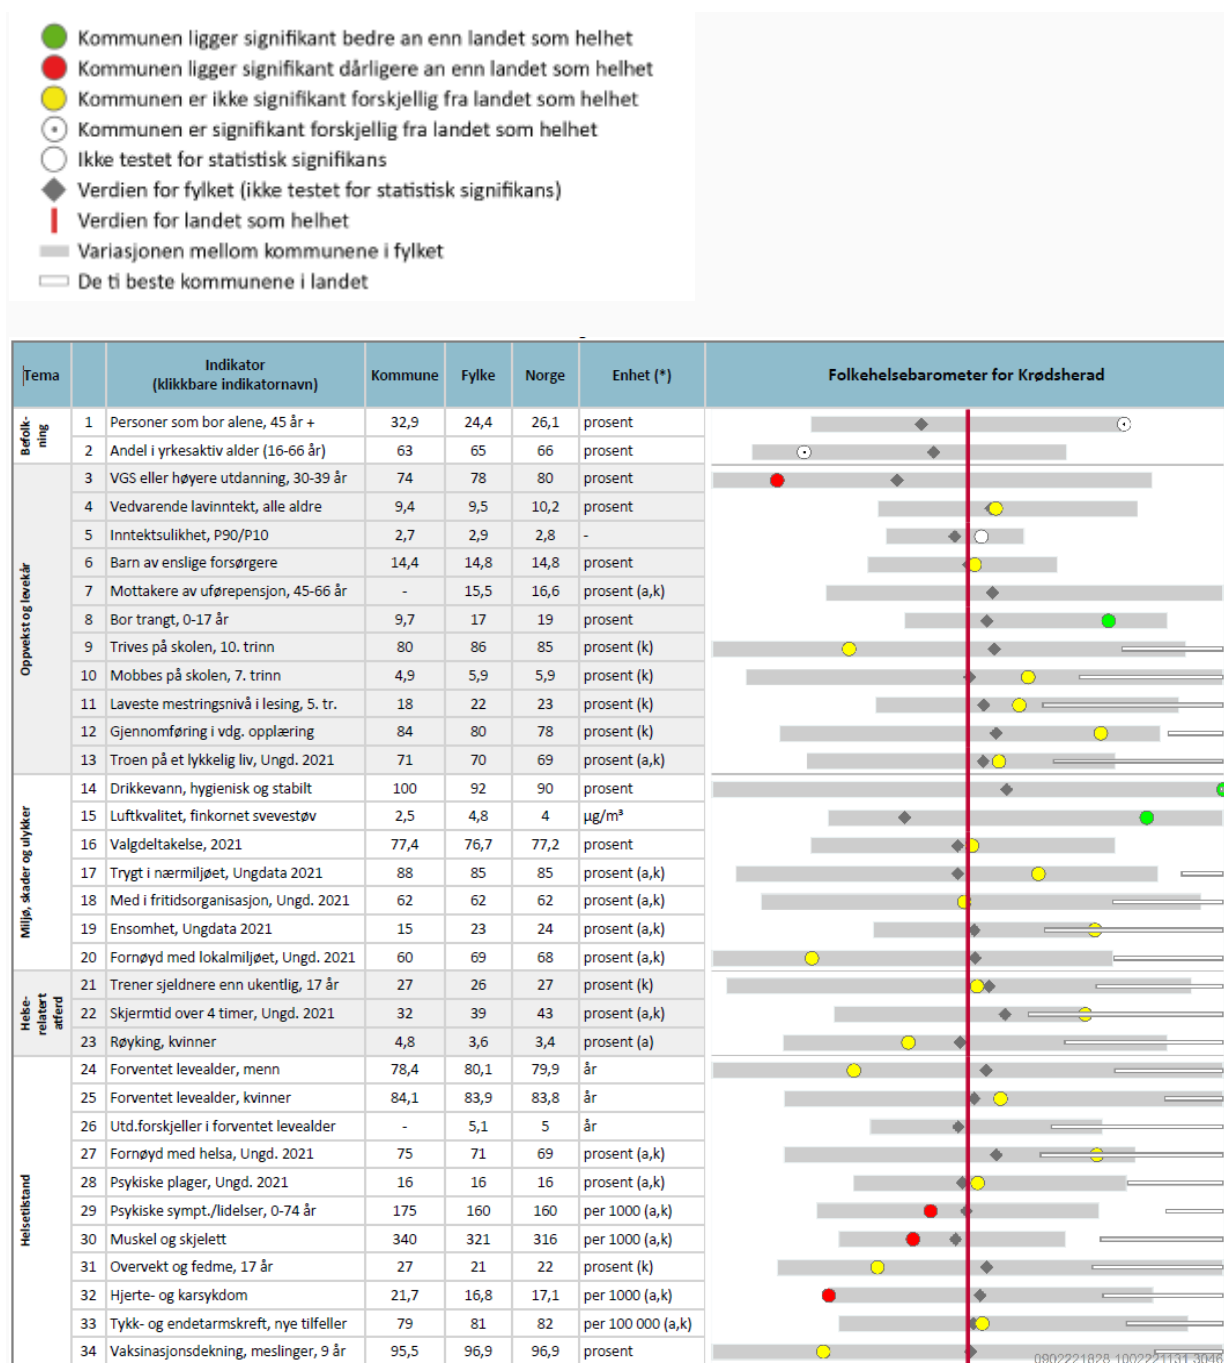 Kommunen ligger signifikant bedre an enn landet som helhet
Kommunen ligger signifikant dårligere an enn landet som helhet
Kommunen er ikke signifikant forskjellig fra landet som helhet
Kommunen er signifikant forskjellig fra landet som helhet
Ikke testet for statistisk signifikans
Verdien for fylket (ikke testet for statistisk signifikans)
Verdien for landet som helhet
Variasjonen mellom kommunene i fylket
De ti beste kommunene i landet
Tema Indikator (klikkbare indikatornavn) Kommune Fylke Norge Enhet (*) Folkehelsebarometer for Krødsherad
Befolk-ning
1 Personer som bor alene, 45 år + 32,9 24,4 26,1 prosent
2 Andel i yrkesaktiv alder (16-66 år) 63 65 66 prosent
Oppvekst og levekår
3 VGS eller høyere utdanning, 30-39 år 74 78 80 prosent
4 Vedvarende lavinntekt, alle aldre 9,4 9,5 10,2 prosent
5 Inntektsulikhet, P90/P10 2,7 2,9 2,8 -
6 Barn av enslige forsørgere 14,4 14,8 14,8 prosent
7 Mottakere av uførepensjon, 45-66 år - 15,5 16,6 prosent (a,k)
8 Bor trangt, 0-17 år 9,7 17 19 prosent
9 Trives på skolen, 10. trinn 80 86 85 prosent (k)
10 Mobbes på skolen, 7. trinn 4,9 5,9 5,9 prosent (k)
11 Laveste mestringsnivå i lesing, 5. tr. 18 22 23 prosent (k)
12 Gjennomføring i vdg. opplæring 84 80 78 prosent (k)
13 Troen på et lykkelig liv, Ungd. 2021 71 70 69 prosent (a,k)
Miljø, skader og ulykker
14 Drikkevann, hygienisk og stabilt 100 92 90 prosent
15 Luftkvalitet, finkornet svevestøv 2,5 4,8 4 µg/m³
16 Valgdeltakelse, 2021 77,4 76,7 77,2 prosent
17 Trygt i nærmiljøet, Ungdata 2021 88 85 85 prosent (a,k)
18 Med i fritidsorganisasjon, Ungd. 2021 62 62 62 prosent (a,k)
19 Ensomhet, Ungdata 2021 15 23 24 prosent (a,k)
20 Fornøyd med lokalmiljøet, Ungd. 2021 60 69 68 prosent (a,k)
Helse-relatert atferd
21 Trener sjeldnere enn ukentlig, 17 år 27 26 27 prosent (k)
22 Skjermtid over 4 timer, Ungd. 2021 32 39 43 prosent (a,k)
23 Røyking, kvinner 4,8 3,6 3,4 prosent (a)
Helsetilstand
24 Forventet levealder, menn 78,4 80,1 79,9 år
25 Forventet levealder, kvinner 84,1 83,9 83,8 år
26 Utd.forskjeller i forventet levealder - 5,1 5 år
27 Fornøyd med helsa, Ungd. 2021 75 71 69 prosent (a,k)
28 Psykiske plager, Ungd. 2021 16 16 16 prosent (a,k)
29 Psykiske sympt./lidelser, 0-74 år 175 160 160 per 1000 (a,k)
30 Muskel og skjelett 340 321 316 per 1000 (a,k)
31 Overvekt og fedme, 17 år 27 21 22 prosent (k)
32 Hjerte- og karsykdom 21,7 16,8 17,1 per 1000 (a,k)
33 Tykk- og endetarmskreft, nye tilfeller 79 81 82 per 100 000 (a,k)
34 Vaksinasjonsdekning, meslinger, 9 år 95,5 96,9 96,9 prosent
0902221828 1002221131 3046